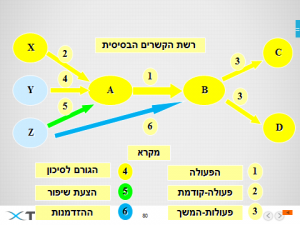 רשת הקשרים הבסיסית
X
2
Y
4
Z
5
A
1
B
6
3
C
3
D
מקרא
הפעולה 1
הגורם לסיכון 4
פעולה-קודמת 2
הצעת שיפור 5
פעולות-המשך 3
ההזדמנות 6
XT
80